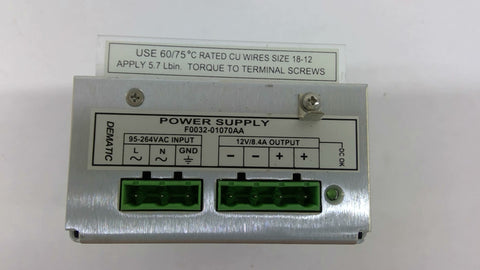 USE 60/75°C RATED CU WIRES SIZE 18-12
APPLY 5.7 Lbin. TORQUE TO TERMINAL SCREWS
POWER SUPPLY
F0032-01070AA
DEMATIC
95-264VAC INPUT
12V/8.4A OUTPUT
L N GND
− − + +
DC OK